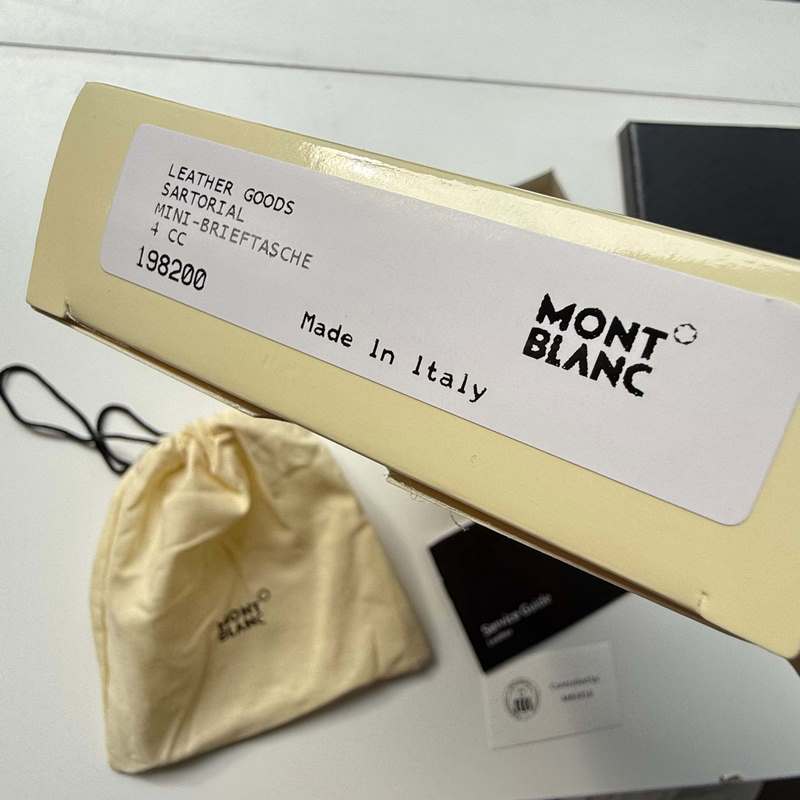 LEATHER GOODS
SARTORIAL
MINI-BRIEFTASCHE
4 CC
198200
Made In Italy
MONT
BLANC
MONT
BLANC
Service Guide